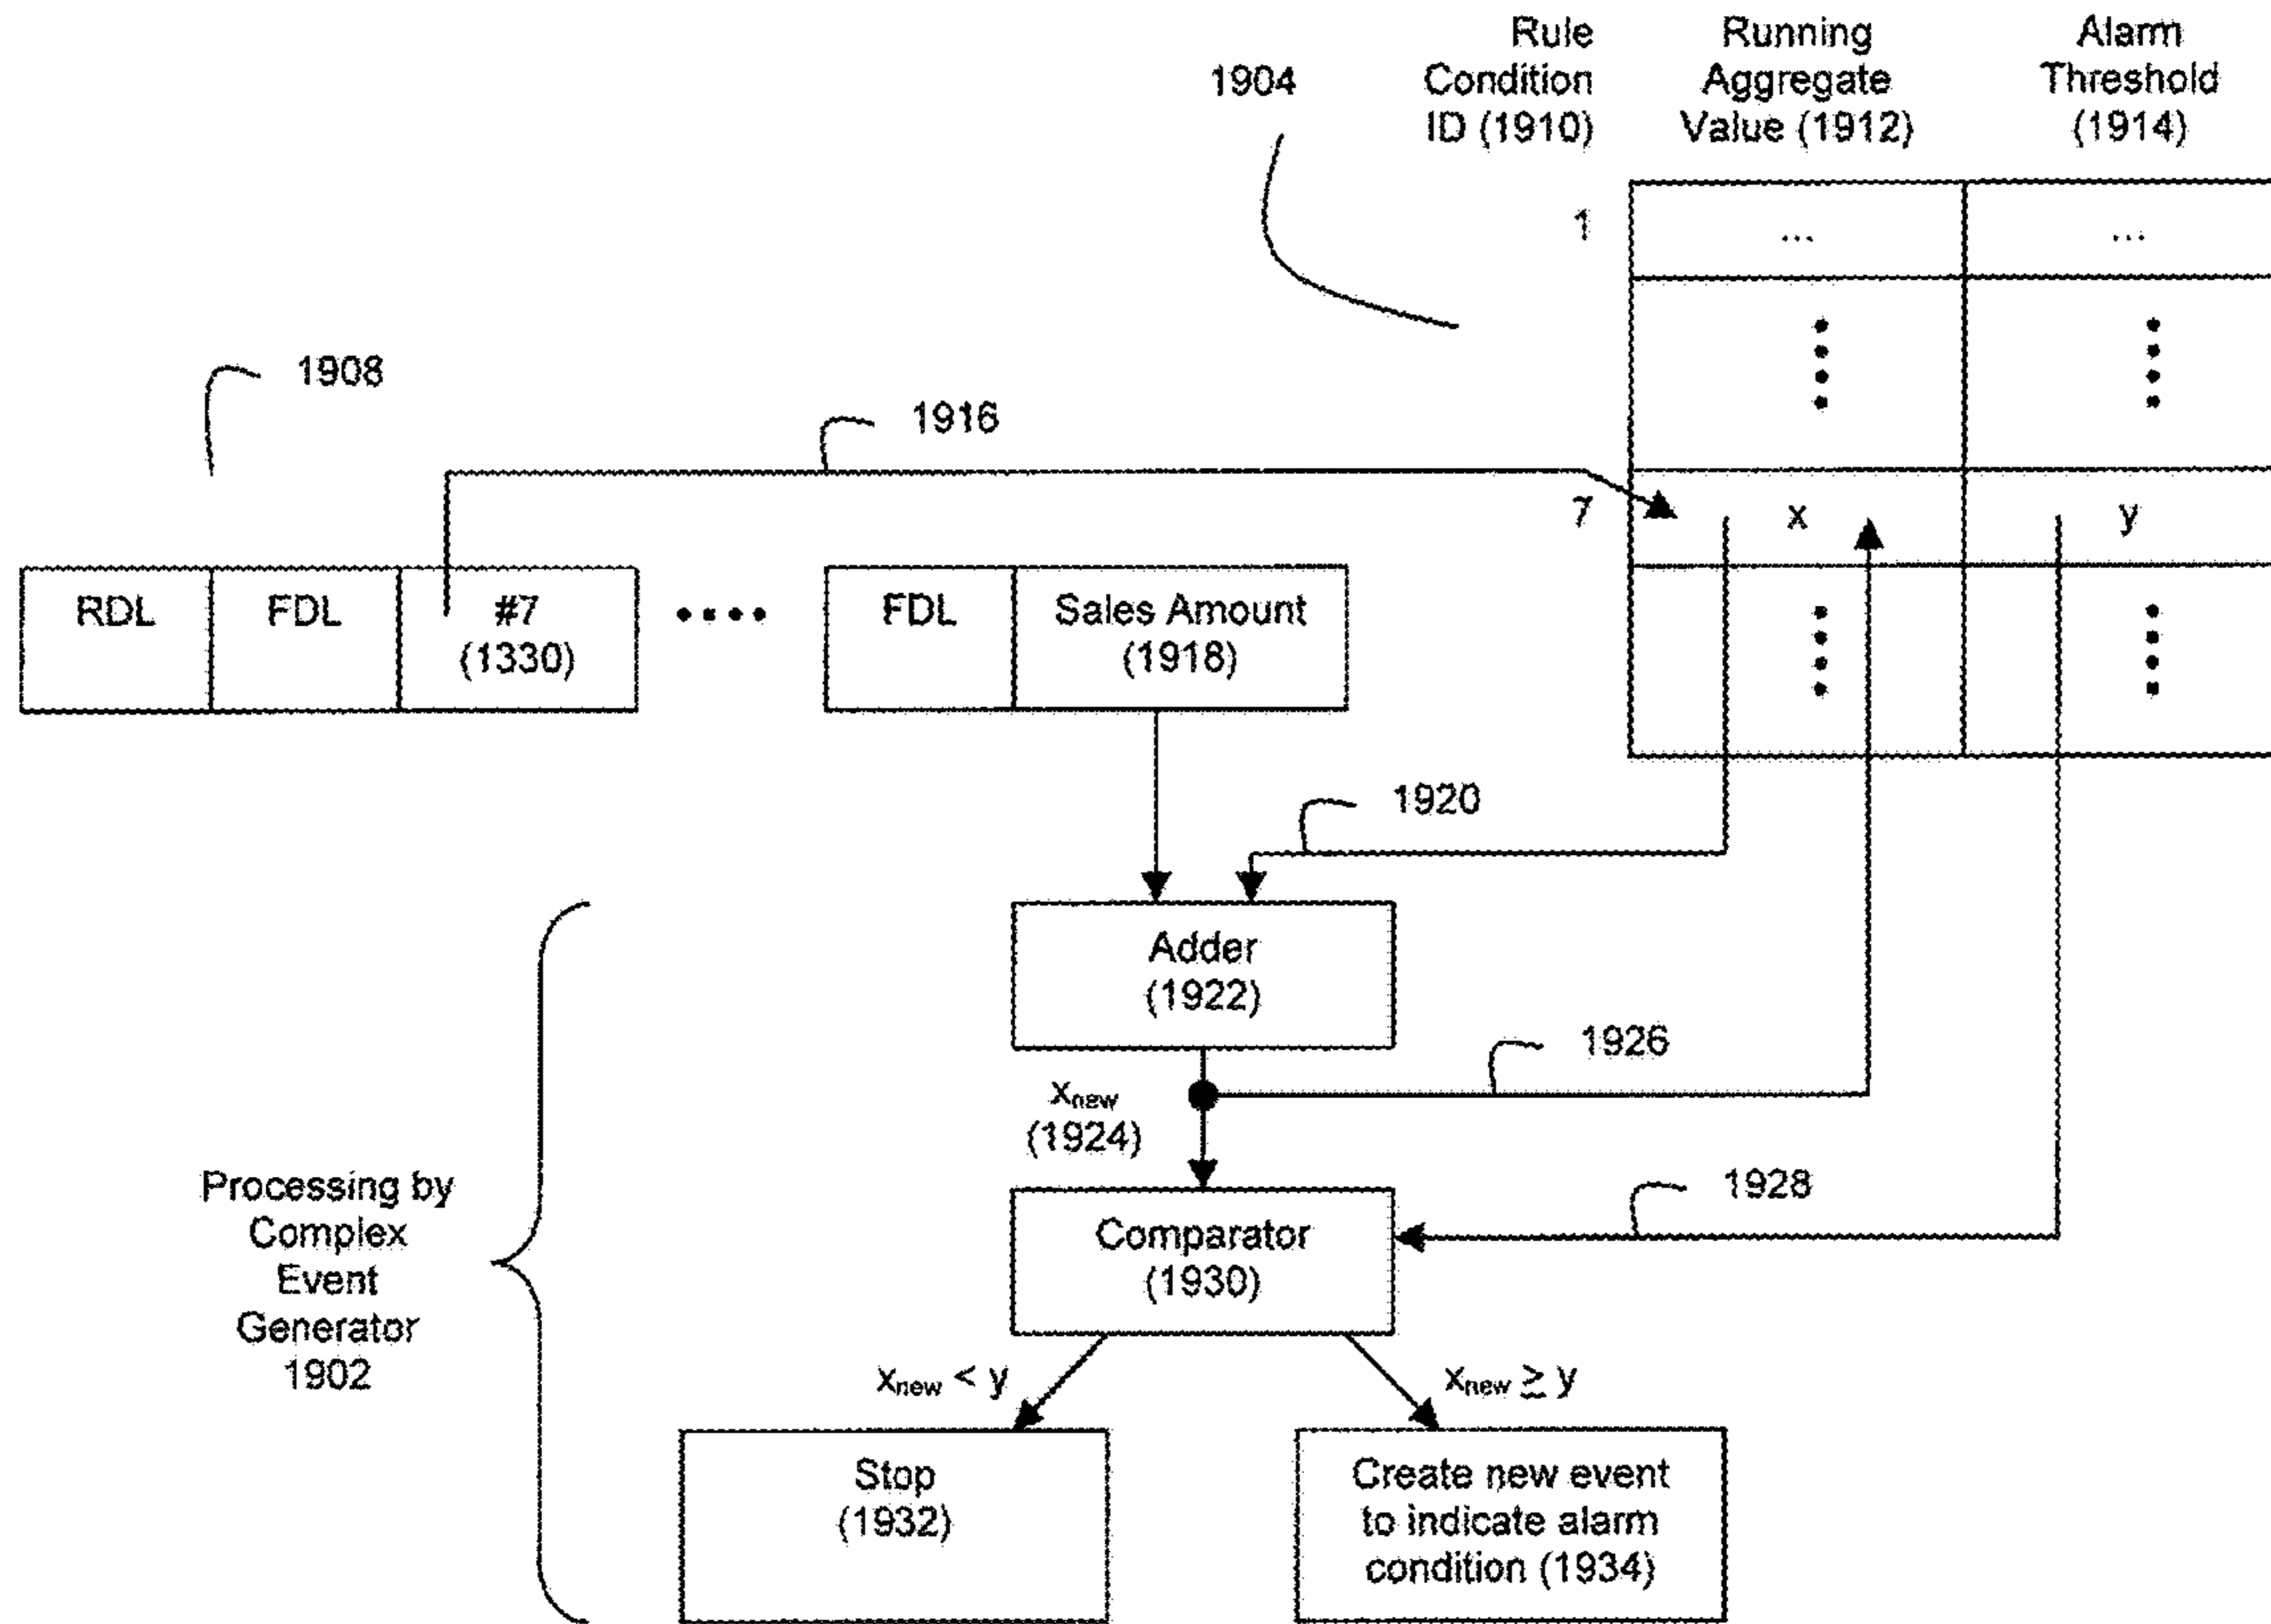 1904
Rule
Condition
ID (1910)
Running
Aggregate
Value (1912)
Alarm
Threshold
(1914)
1
...
...
1908
1916
7
x
y
RDL
FDL
#7
(1330)
FDL
Sales Amount
(1918)
1920
Adder
(1922)
1926
xnew
(1924)
1928
Comparator
(1930)
Processing by
Complex
Event
Generator
1902
xnew < y
xnew ≥ y
Stop
(1932)
Create new event
to indicate alarm
condition (1934)